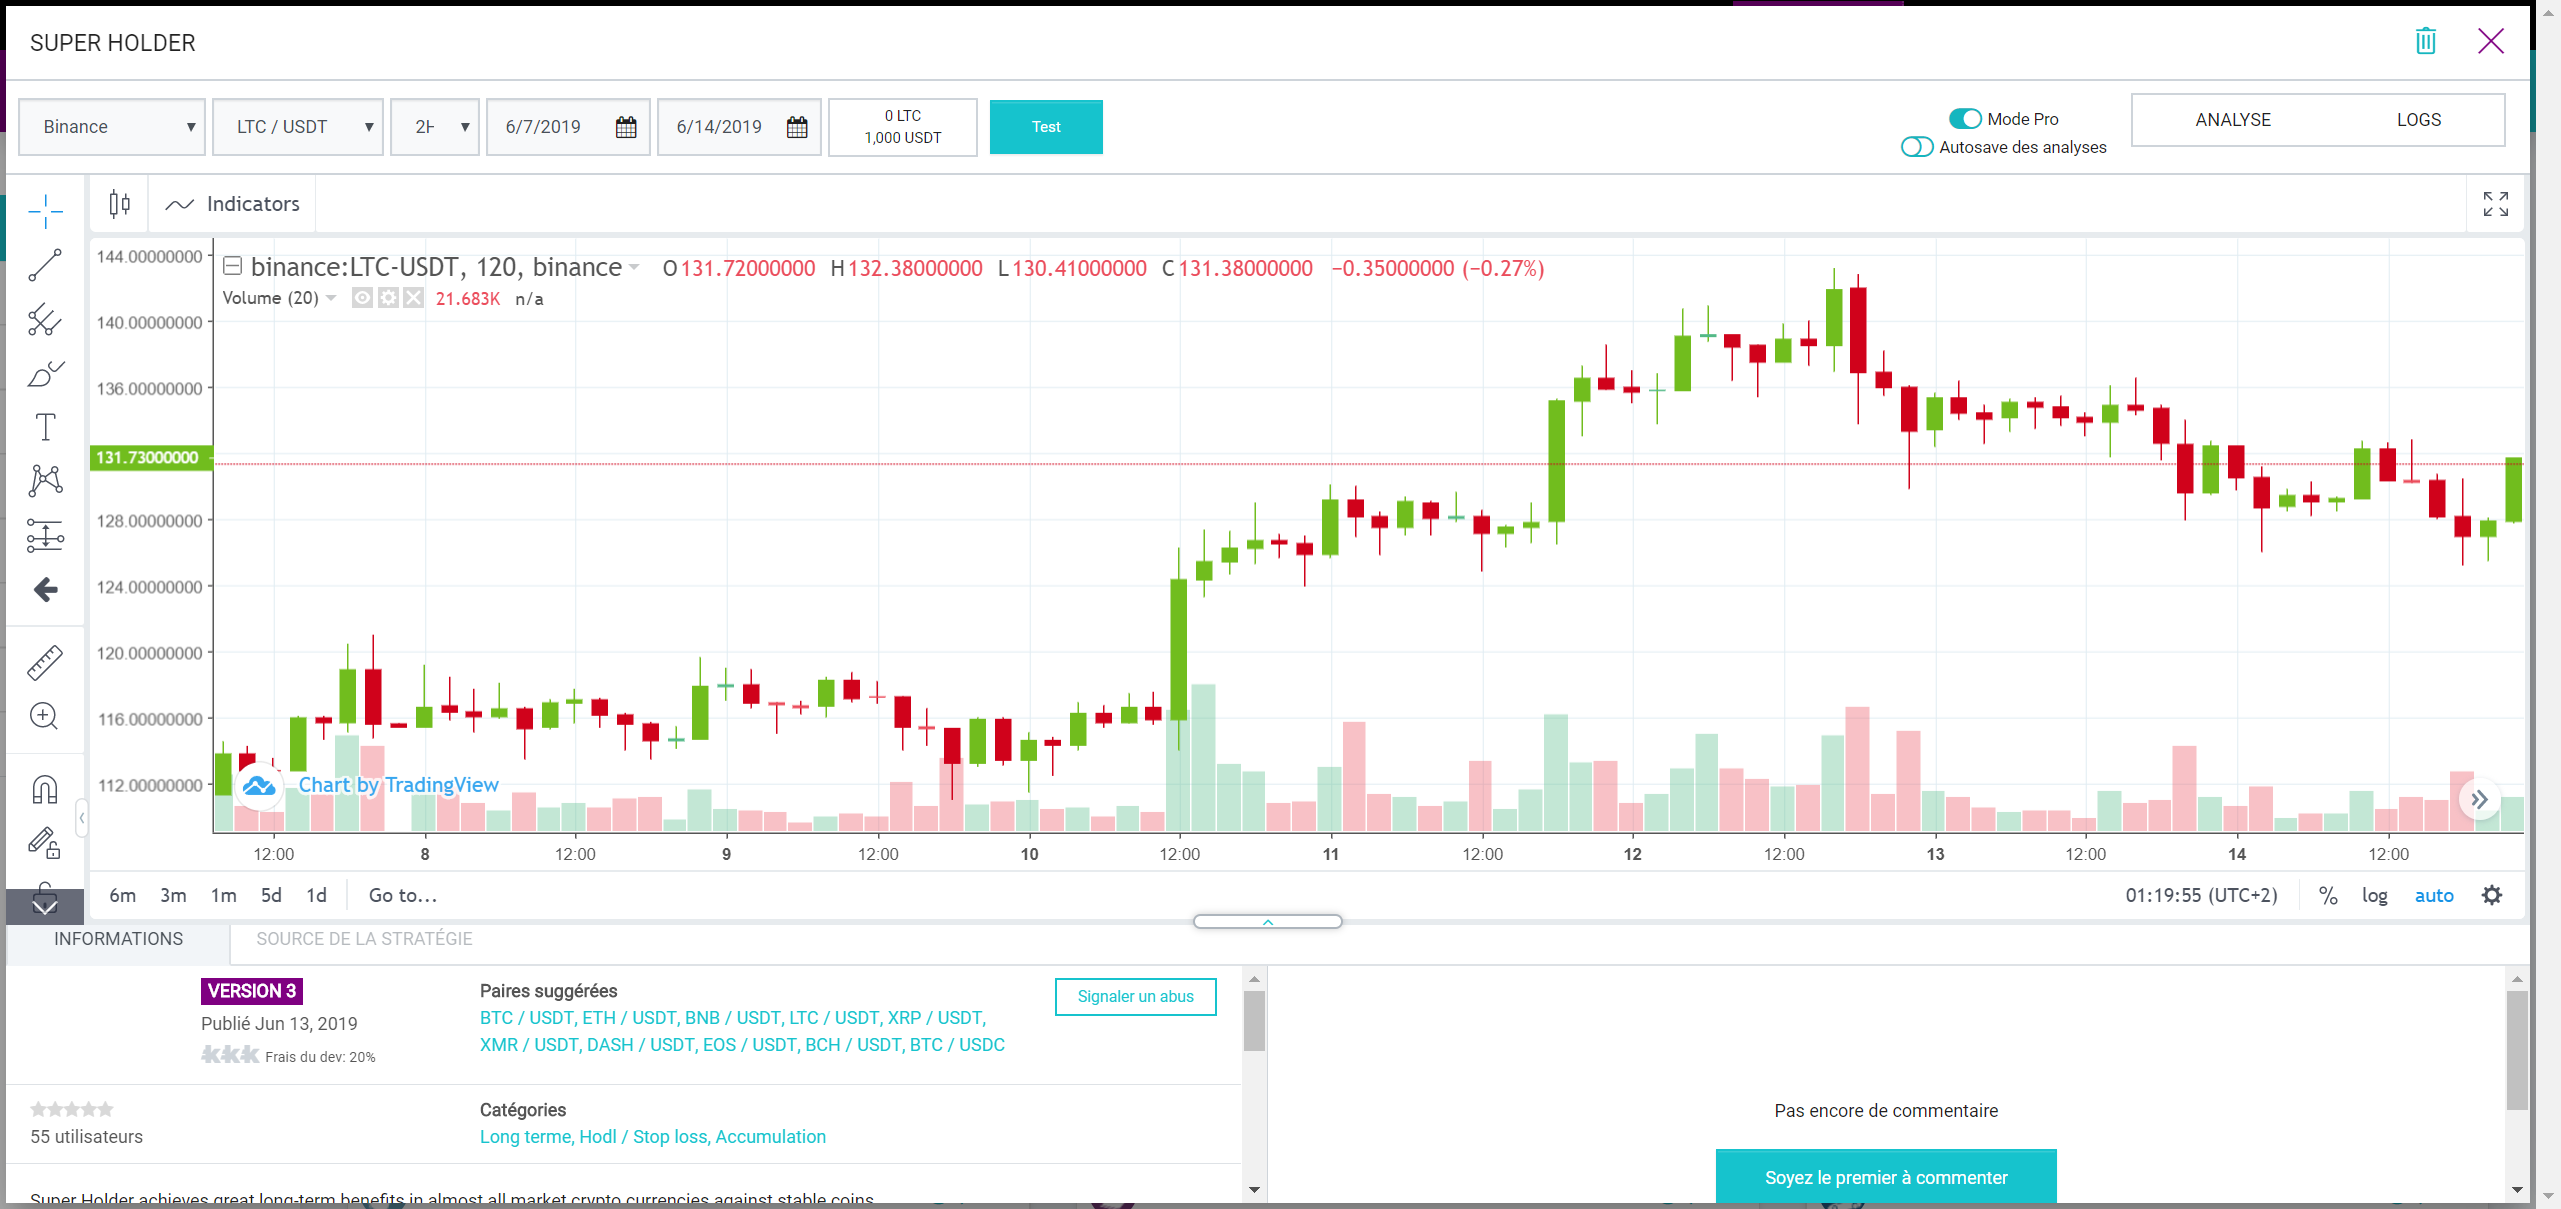 SUPER HOLDER
Binance
LTC / USDT
6/7/2019
6/14/2019
0 LTC
1,000 USDT
Test
Mode Pro
Autosave des analyses
ANALYSE
LOGS
Indicators
binance:LTC-USDT, 120, binance O 131.72000000 H 132.38000000 L 130.41000000 C 131.38000000 −0.35000000 (−0.27%)
Volume (20) 21.683K n/a
144.00000000
140.00000000
136.00000000
131.73000000
128.00000000
124.00000000
120.00000000
116.00000000
112.00000000
Chart by TradingView
12:00 8 12:00 9 12:00 10 12:00 11 12:00 12 12:00 13 12:00 14 12:00
6m 3m 1m 5d 1d Go to...
01:19:55 (UTC+2) % log auto
INFORMATIONS
SOURCE DE LA STRATÉGIE
VERSION 3
Publié Jun 13, 2019
Frais du dev: 20%
Paires suggérées
BTC / USDT, ETH / USDT, BNB / USDT, LTC / USDT, XRP / USDT,
XMR / USDT, DASH / USDT, EOS / USDT, BCH / USDT, BTC / USDC
Signaler un abus
55 utilisateurs
Catégories
Long terme, Hodl / Stop loss, Accumulation
Super Holder achieves great long-term benefits in almost all market crypto currencies against stable coins
Pas encore de commentaire
Soyez le premier à commenter